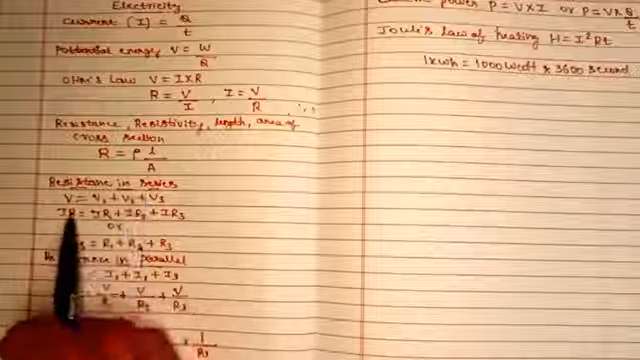 Electricity
Current (I) = Q/t
Potential energy V = W/Q
OHM's Law V = I×R
R = V/I , I = V/R
Resistance, Resistivity, length, area of
cross section
R = ρ l/A
Resistance in series
V = V₁ + V₂ + V₃
IR = IR + IR₂ + IR₃
or
= R₁ + R₂ + R₃
in parallel
I₁ + I₂ + I₃
+ V/R₂ + V/R₃
power P = V×I or P = V×Q/t
Joule's law of heating H = I²Rt
1kwh = 1000 watt × 3600 second